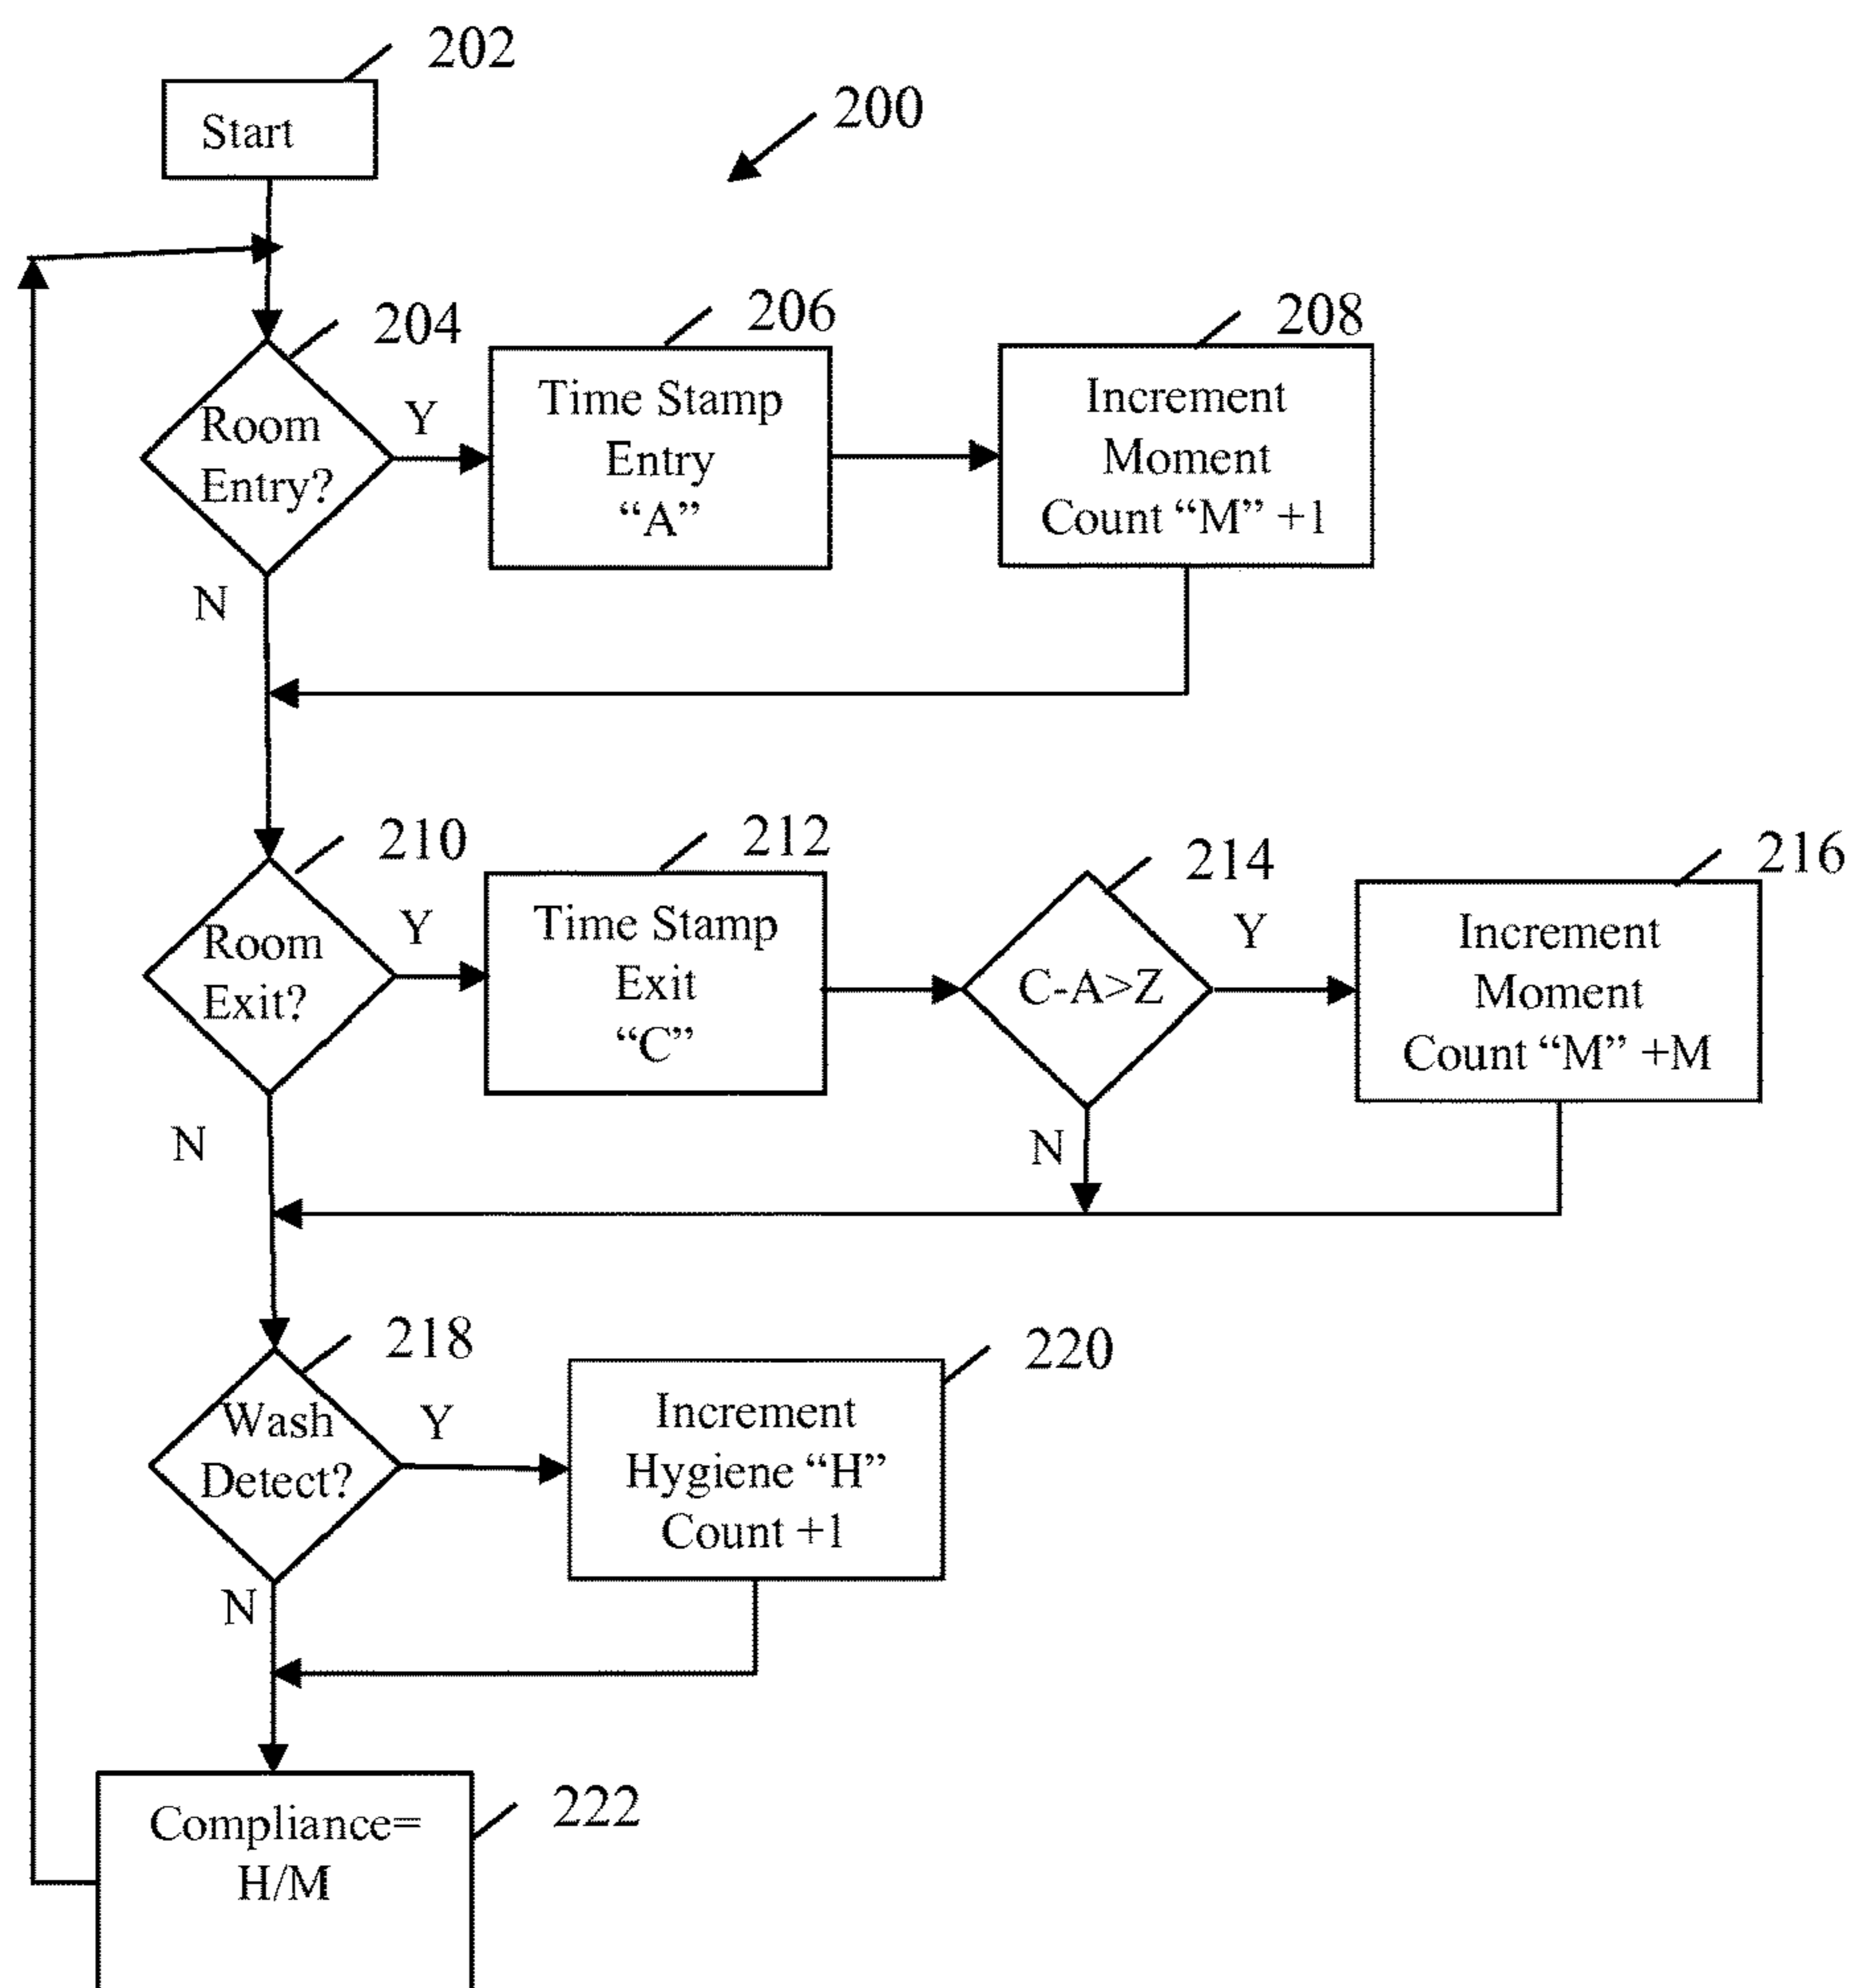 202
Start
200
204
Room
Entry?
Y
N
206
Time Stamp
Entry
“A”
208
Increment
Moment
Count “M” +1
210
Room
Exit?
Y
N
212
Time Stamp
Exit
“C”
214
C-A>Z
Y
N
216
Increment
Moment
Count “M” +M
218
Wash
Detect?
Y
N
220
Increment
Hygiene “H”
Count +1
222
Compliance=
H/M